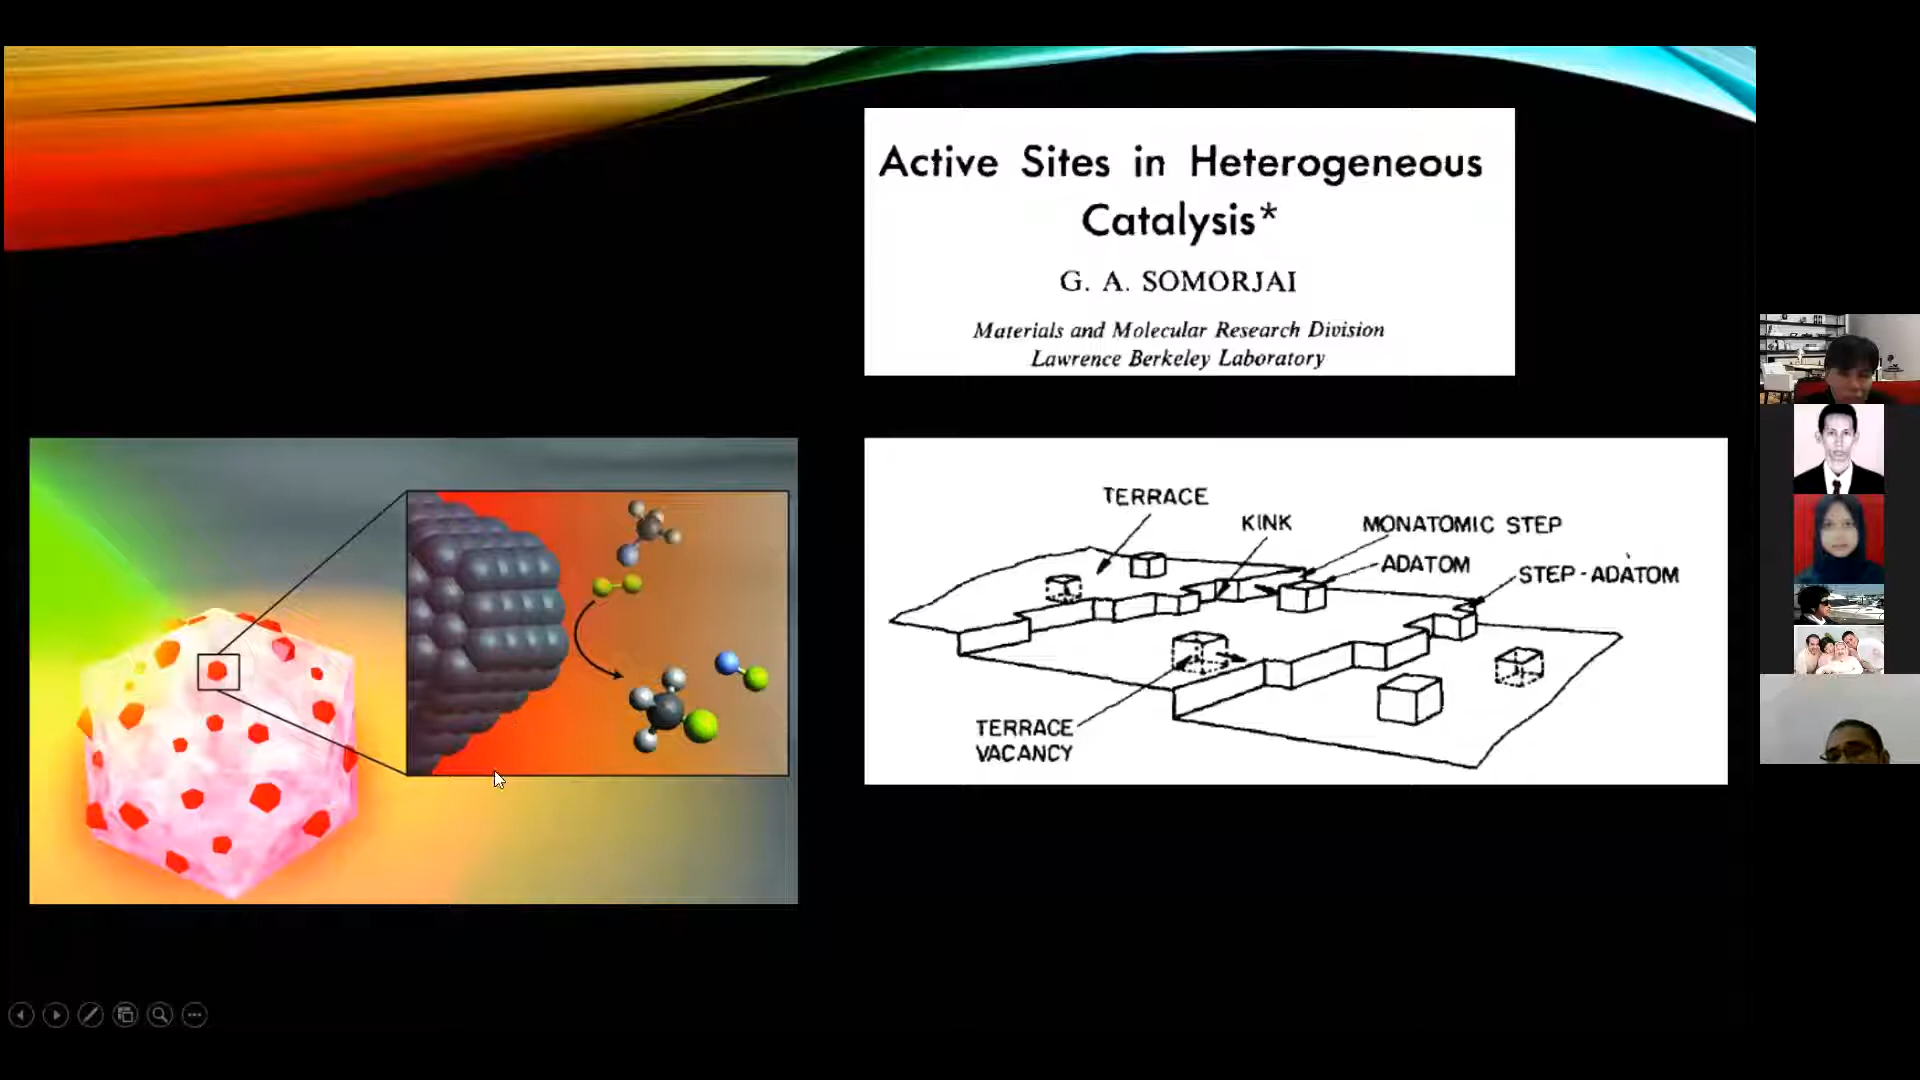 Active Sites in Heterogeneous
Catalysis*
G. A. SOMORJAI
Materials and Molecular Research Division
Lawrence Berkeley Laboratory
TERRACE
KINK
MONATOMIC STEP
ADATOM
STEP-ADATOM
TERRACE
VACANCY